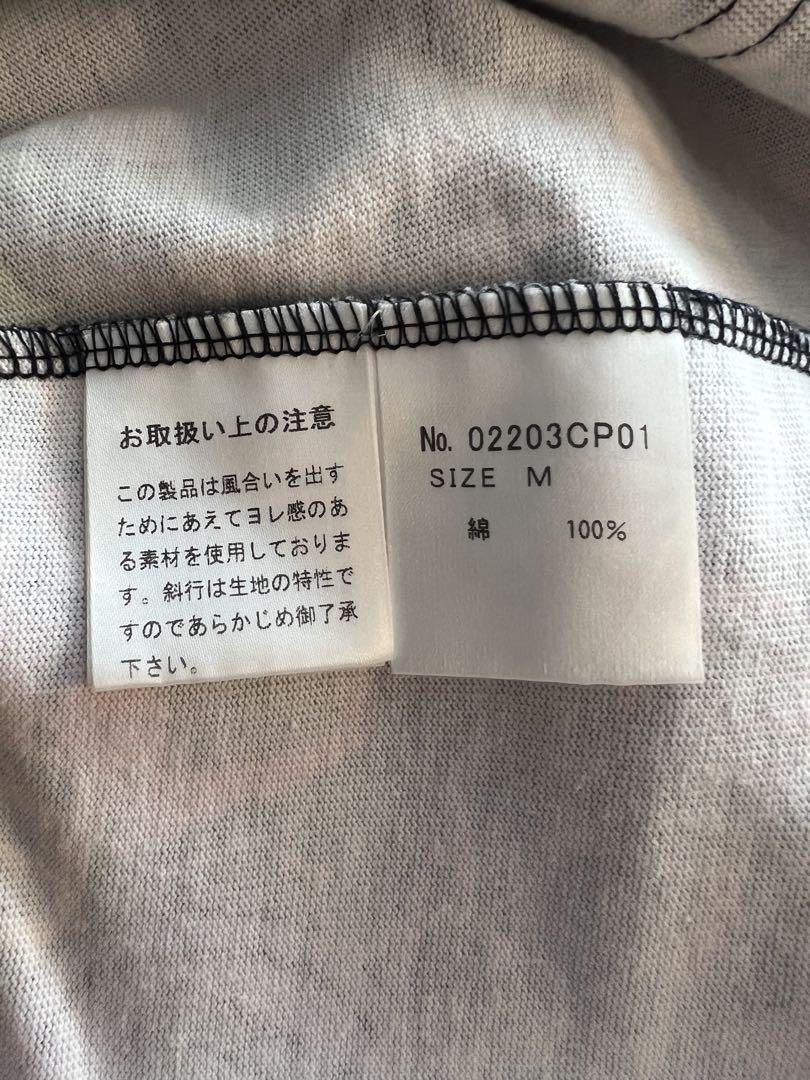 お取扱い上の注意
この製品は風合いを出す
ためにあえてヨレ感のあ
る素材を使用しておりま
す。斜行は生地の特性で
すのであらかじめ御了承
下さい。
No. 02203CP01
SIZE M
綿 100%